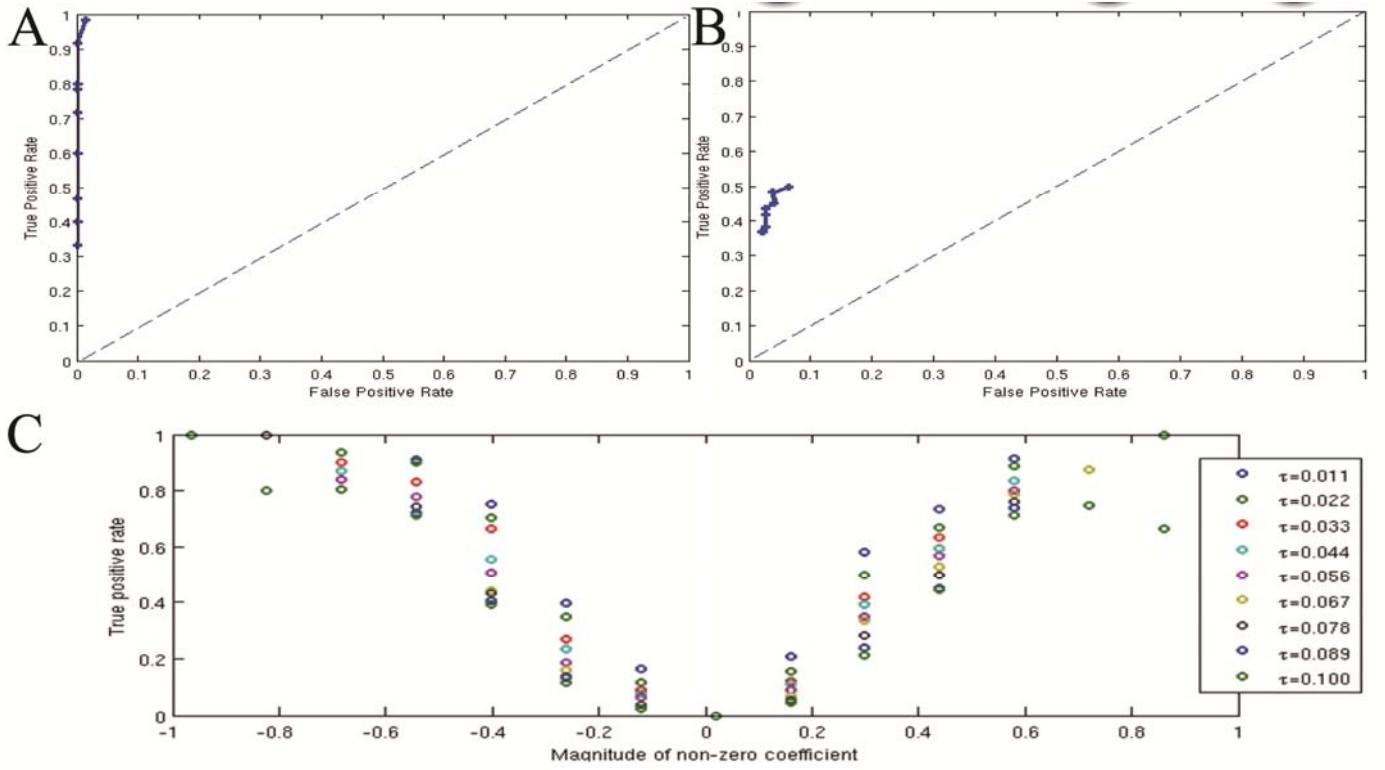 A
1
0.9
0.8
0.7
0.6
0.5
0.4
0.3
0.2
0.1
0
True Positive Rate
0 0.1 0.2 0.3 0.4 0.5 0.6 0.7 0.8 0.9 1
False Positive Rate
B
1
0.9
0.8
0.7
0.6
0.5
0.4
0.3
0.2
0.1
0
True Positive Rate
0 0.1 0.2 0.3 0.4 0.5 0.6 0.7 0.8 0.9 1
False Positive Rate
C
1
0.8
0.6
0.4
0.2
0
True positive rate
-1 -0.8 -0.6 -0.4 -0.2 0 0.2 0.4 0.6 0.8 1
Magnitude of non-zero coefficient
τ=0.011
τ=0.022
τ=0.033
τ=0.044
τ=0.056
τ=0.067
τ=0.078
τ=0.089
τ=0.100